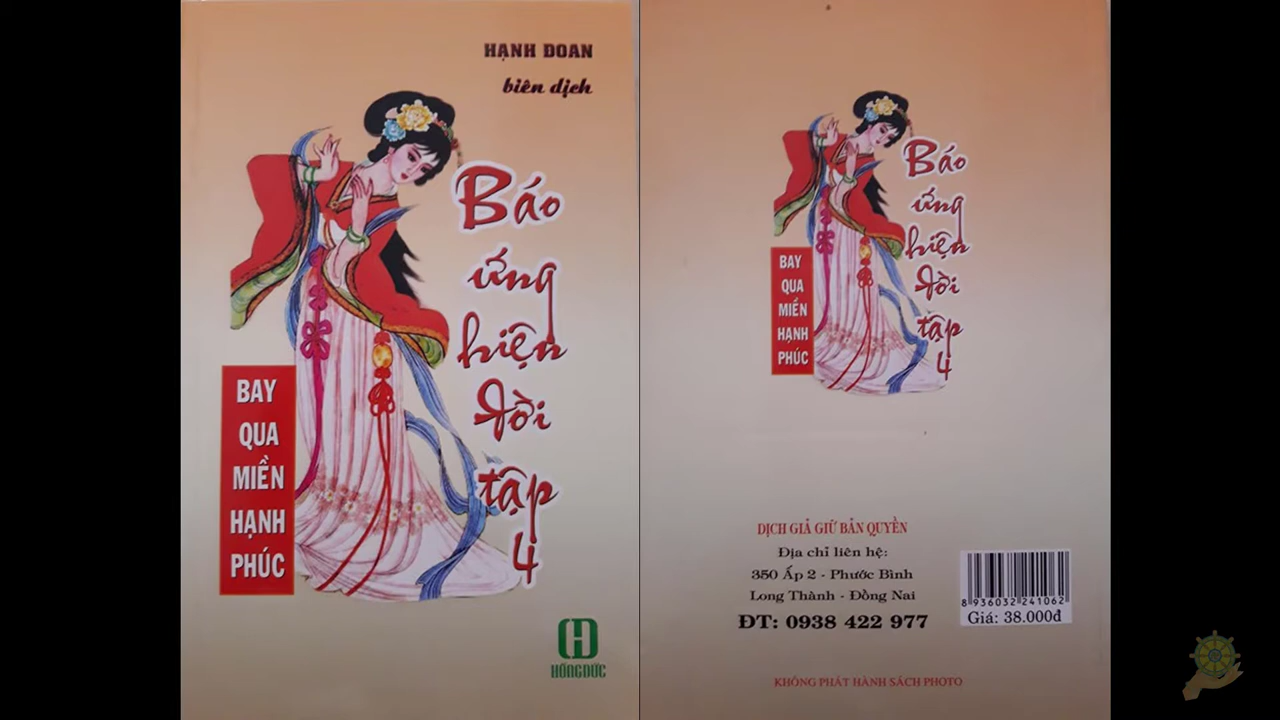 HẠNH ĐOAN
biên dịch
Báo
ứng
hiện
đời
tập
4
BAY
QUA
MIỀN
HẠNH
PHÚC
HỒNG ĐỨC
Báo
ứng
hiện
đời
tập
4
BAY
QUA
MIỀN
HẠNH
PHÚC
DỊCH GIẢ GIỮ BẢN QUYỀN
Địa chỉ liên hệ:
350 Ấp 2 - Phước Bình
Long Thành - Đồng Nai
ĐT: 0938 422 977
8 936032 241062
Giá: 38.000đ
KHÔNG PHÁT HÀNH SÁCH PHOTO